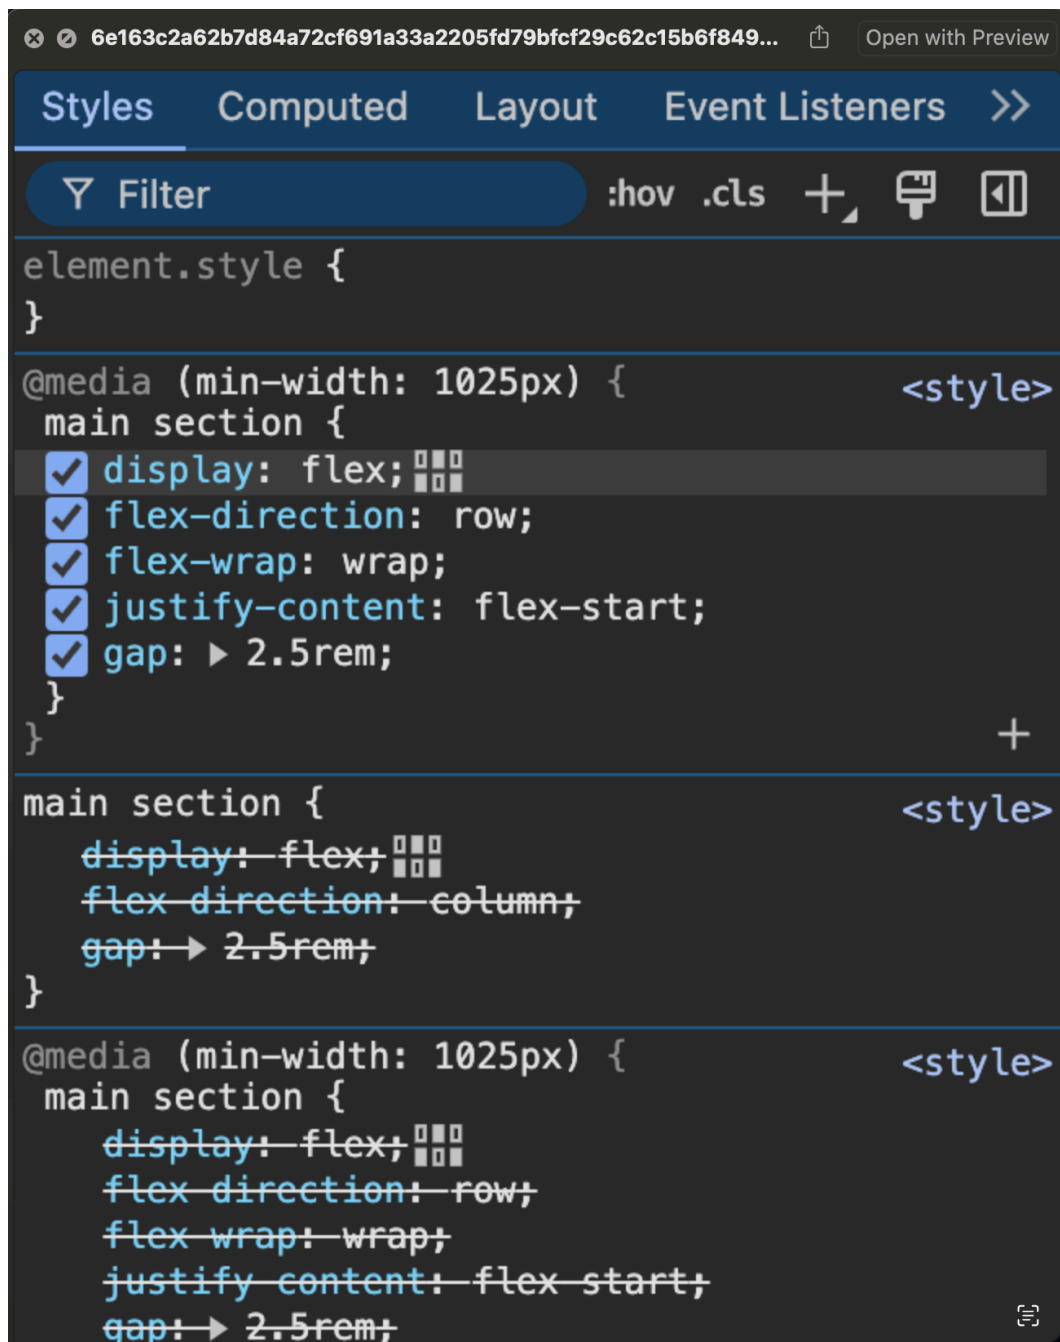 6e163c2a62b7d84a72cf691a33a2205fd79bfcf29c62c15b6f849...
Open with Preview
Styles Computed Layout Event Listeners >>
Filter :hov .cls
element.style {
}
@media (min-width: 1025px) { <style>
main section {
display: flex;
flex-direction: row;
flex-wrap: wrap;
justify-content: flex-start;
gap: 2.5rem;
}
}
main section { <style>
display: flex;
flex-direction: column;
gap: 2.5rem;
}
@media (min-width: 1025px) { <style>
main section {
display: flex;
flex-direction: row;
flex-wrap: wrap;
justify-content: flex-start;
gap: 2.5rem;